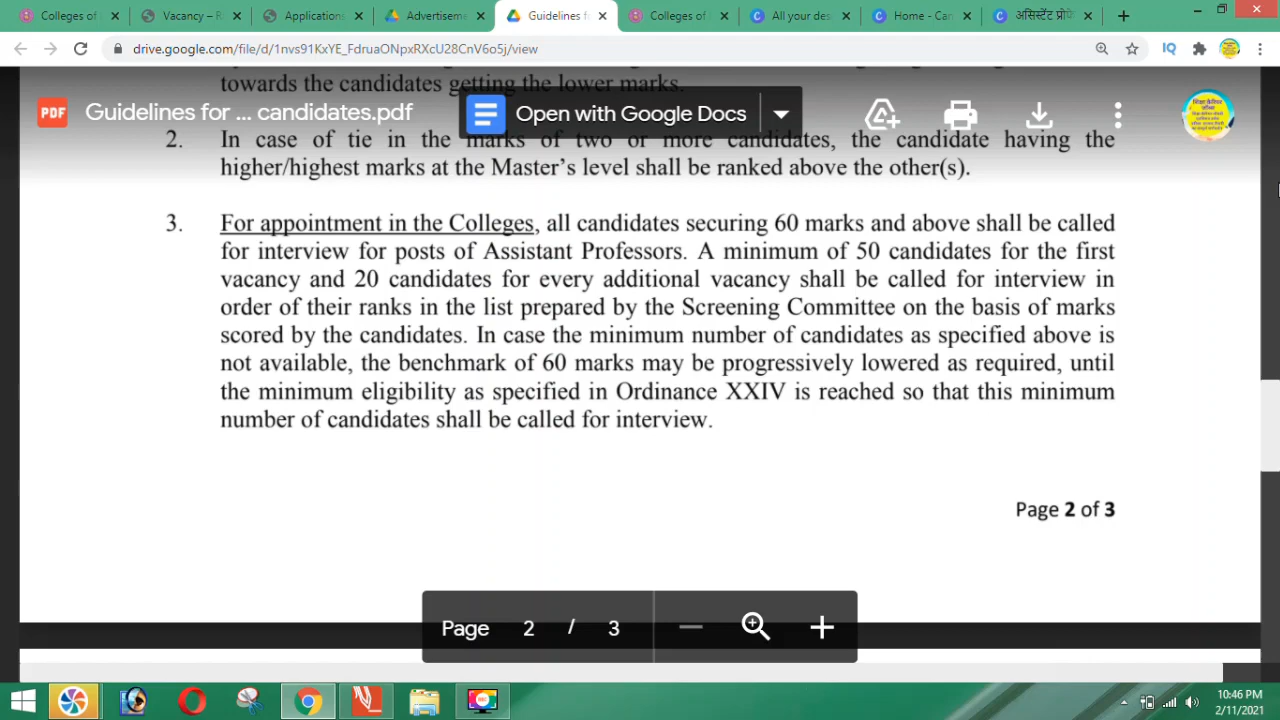 Colleges of
Vacancy – R
Applications
Advertiseme
Guidelines f
Colleges of
All your des
Home - Can
असिस्टेंट प्रोफे
drive.google.com/file/d/1nvs91KxYE_FdruaONpxRXcU28CnV6o5j/view
IQ
towards the candidates getting the lower marks.
PDF
Guidelines for ... candidates.pdf
Open with Google Docs
2. In case of tie in the marks of two or more candidates, the candidate having the
higher/highest marks at the Master's level shall be ranked above the other(s).
3. For appointment in the Colleges, all candidates securing 60 marks and above shall be called
for interview for posts of Assistant Professors. A minimum of 50 candidates for the first
vacancy and 20 candidates for every additional vacancy shall be called for interview in
order of their ranks in the list prepared by the Screening Committee on the basis of marks
scored by the candidates. In case the minimum number of candidates as specified above is
not available, the benchmark of 60 marks may be progressively lowered as required, until
the minimum eligibility as specified in Ordinance XXIV is reached so that this minimum
number of candidates shall be called for interview.
Page 2 of 3
Page 2 / 3
10:46 PM
2/11/2021